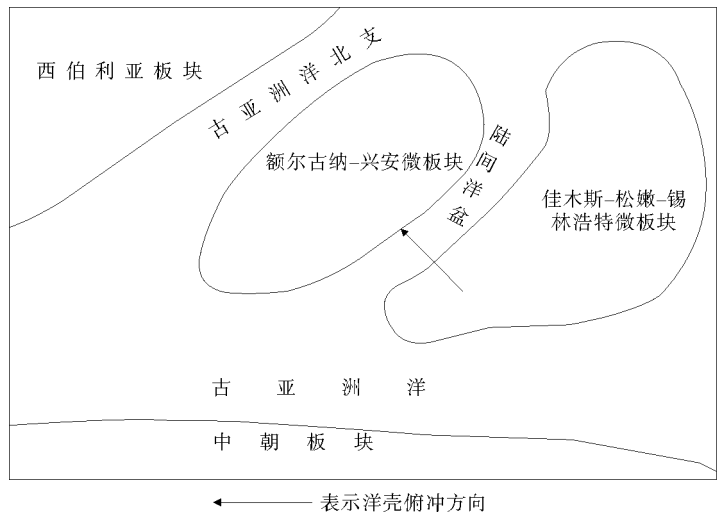 西伯利亚板块
古亚洲洋北支
额尔古纳–兴安微板块
陆间洋盆
佳木斯–松嫩–锡
林浩特微板块
古亚洲洋
中朝板块
表示洋壳俯冲方向